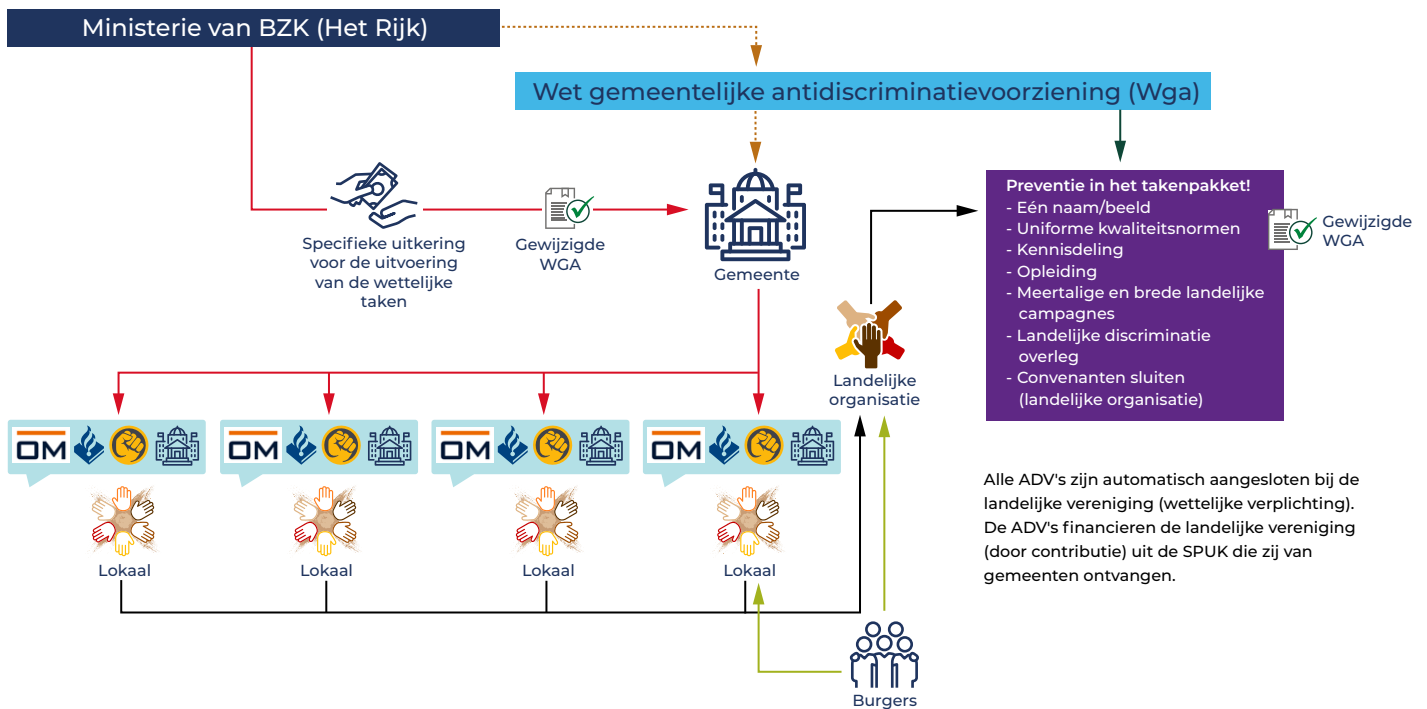 Ministerie van BZK (Het Rijk)
Wet gemeentelijke antidiscriminatievoorziening (Wga)
Specifieke uitkering
voor de uitvoering
van de wettelijke
taken
Gewijzigde
WGA
Gemeente
Preventie in het takenpakket!
- Eén naam/beeld
- Uniforme kwaliteitsnormen
- Kennisdeling
- Opleiding
- Meertalige en brede landelijke
campagnes
- Landelijke discriminatie
overleg
- Convenanten sluiten
(landelijke organisatie)
Gewijzigde
WGA
Landelijke
organisatie
OM
OM
OM
OM
Lokaal
Lokaal
Lokaal
Lokaal
Alle ADV's zijn automatisch aangesloten bij de
landelijke vereniging (wettelijke verplichting).
De ADV's financieren de landelijke vereniging
(door contributie) uit de SPUK die zij van
gemeenten ontvangen.
Burgers